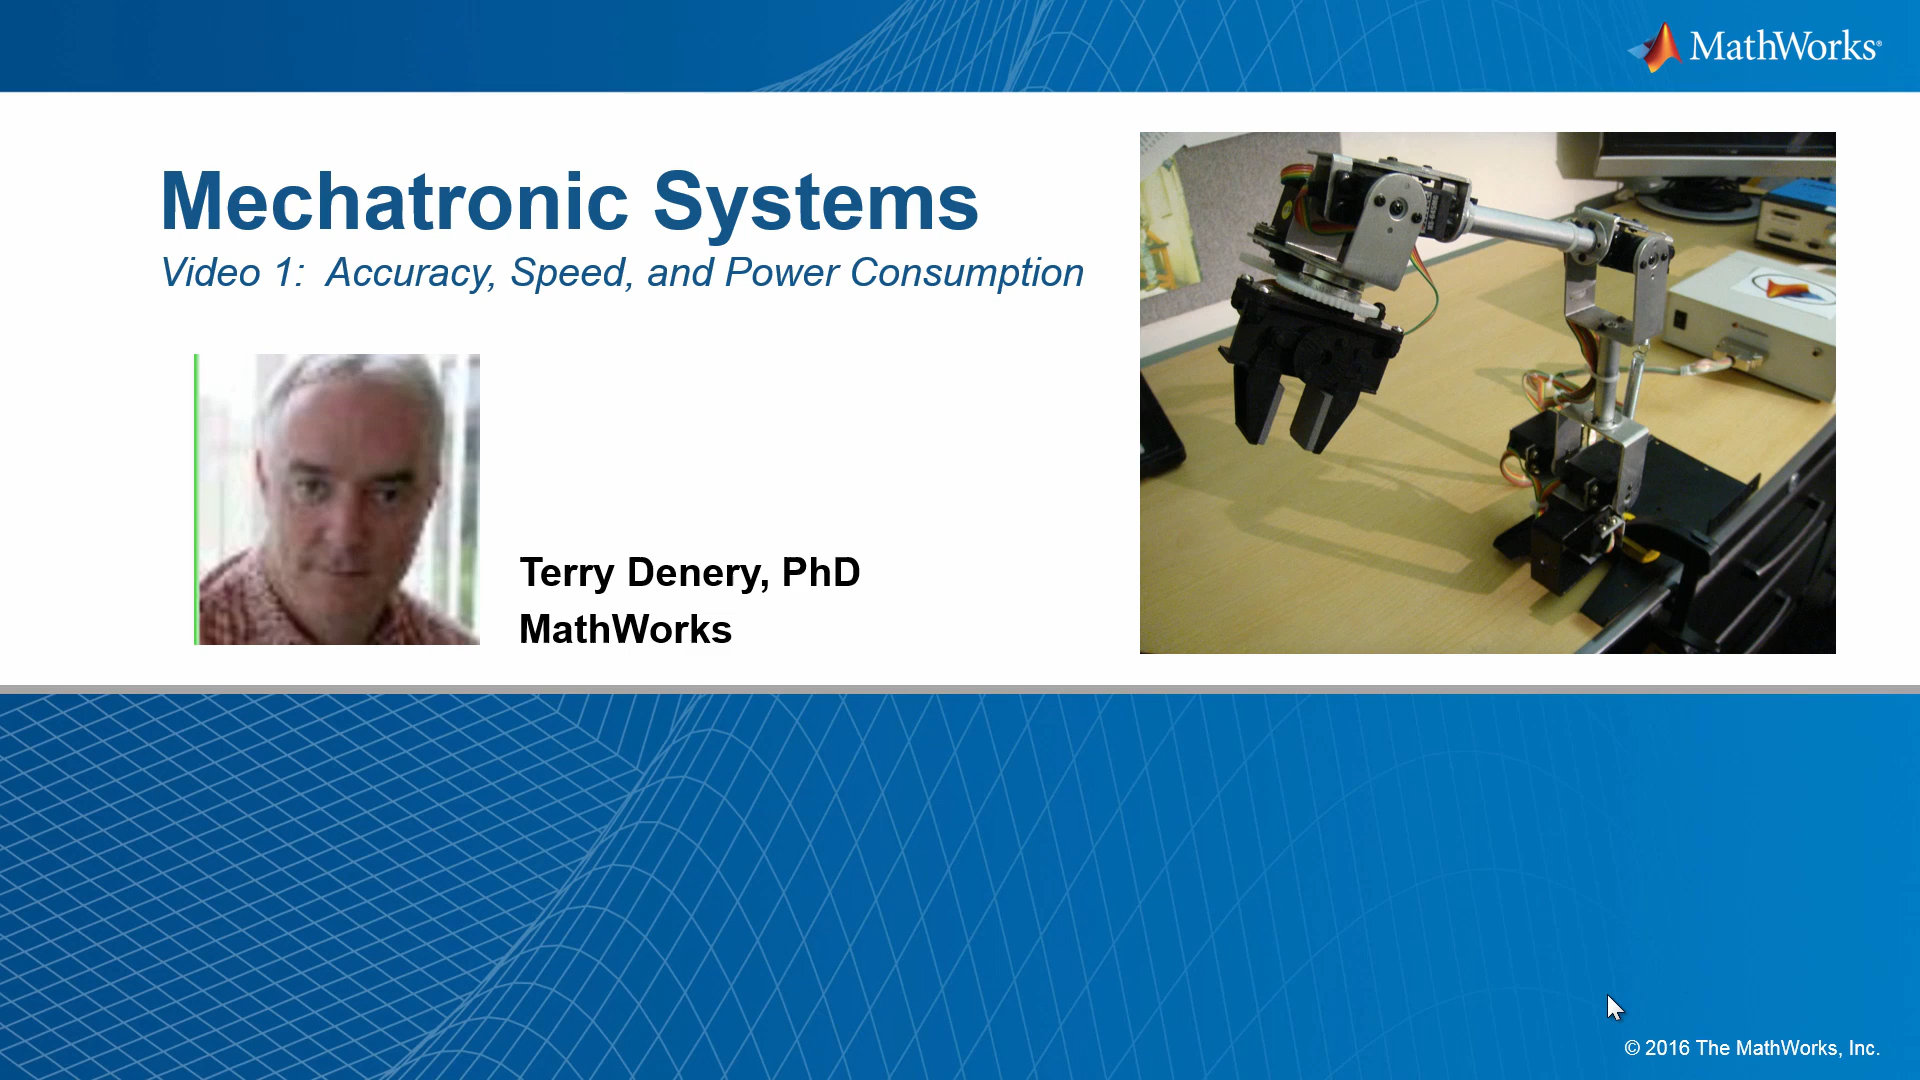 MathWorks®
Mechatronic Systems
Video 1: Accuracy, Speed, and Power Consumption
Terry Denery, PhD
MathWorks
© 2016 The MathWorks, Inc.